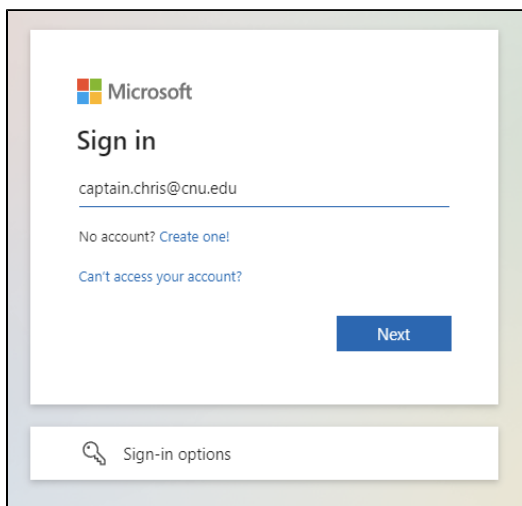 Microsoft
Sign in
captain.chris@cnu.edu
No account? Create one!
Can't access your account?
Next
Sign-in options